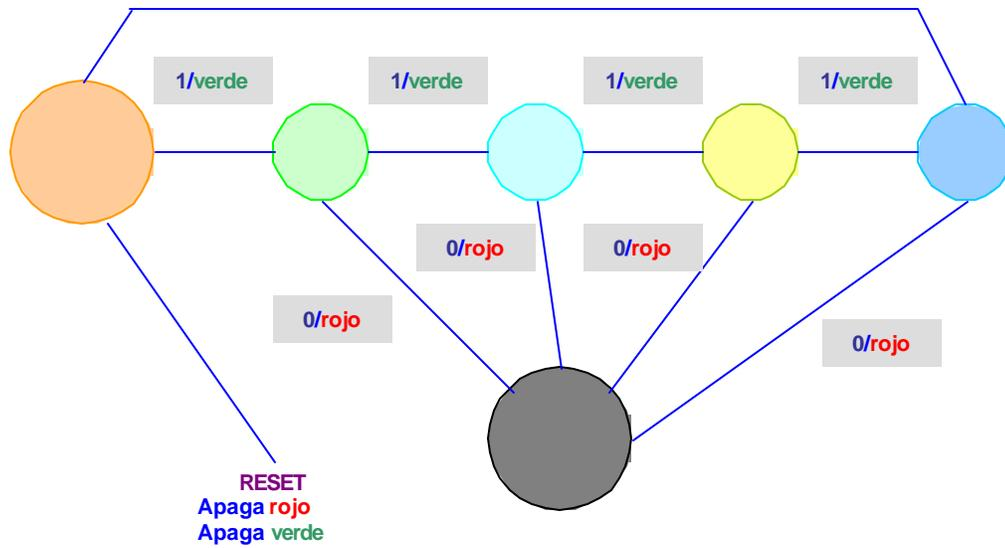 1/verde
1/verde
1/verde
1/verde
0/rojo
0/rojo
0/rojo
0/rojo
RESET
Apaga rojo
Apaga verde